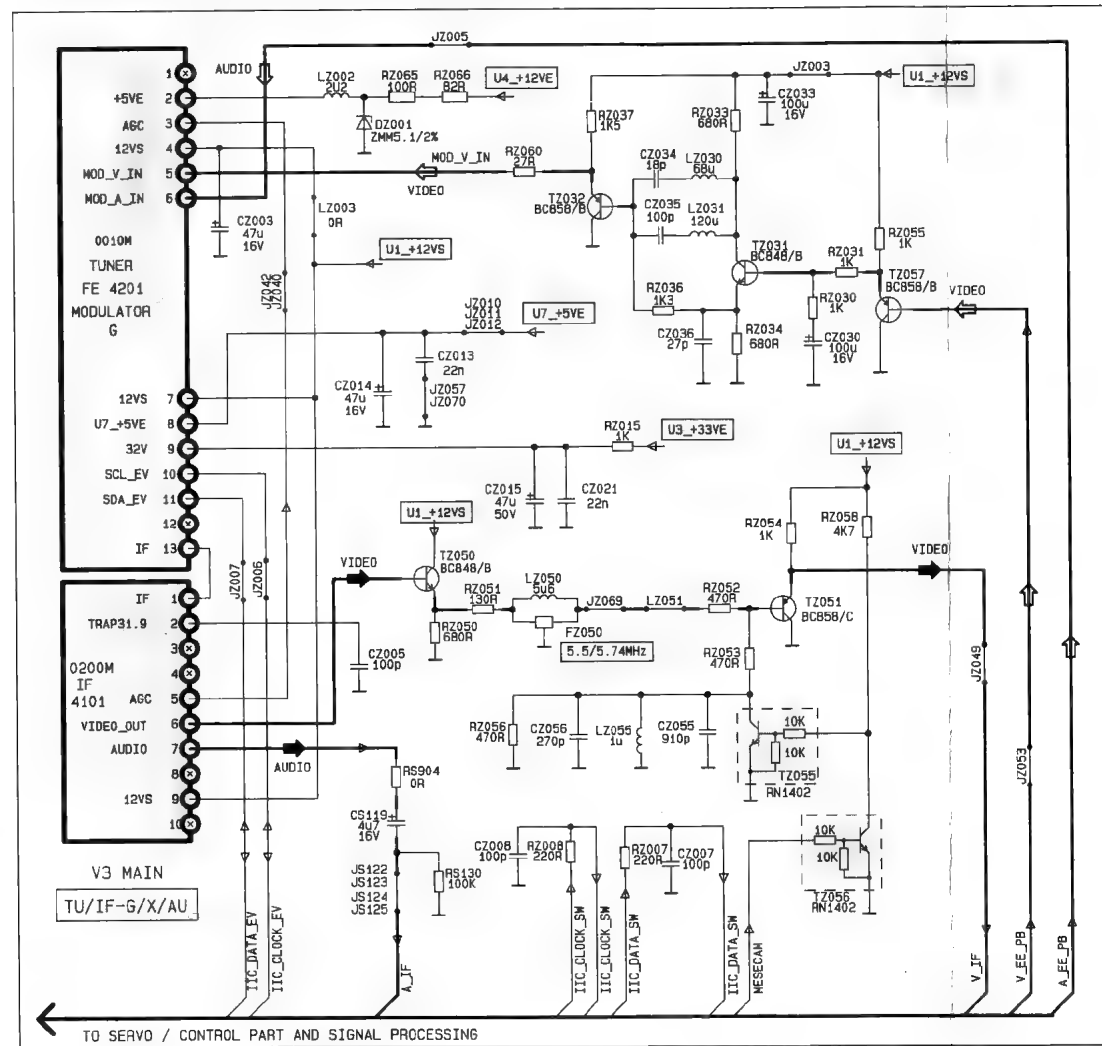 JZ005
AUDIO
1
+5VE 2
AGC 3
12VS 4
MOD_V_IN 5
MOD_A_IN 6
LZ002
2U2
RZ065
100R
RZ066
82R
U4_+12VE
DZ001
ZMM5.1/2%
RZ060
27R
MOD_V_IN
VIDEO
CZ003
47u
16V
LZ003
0R
U1_+12VS
0010M
TUNER
FE 4201
MODULATOR
G
JZ042
JZ040
RZ037
1K5
JZ003
U1_+12VS
CZ033
100u
16V
RZ033
680R
CZ034
18p
LZ030
68u
TZ032
BC858/B
CZ035
100p
LZ031
120u
TZ031
BC848/B
RZ055
1K
RZ031
1K
TZ057
BC858/B
VIDEO
RZ036
1K3
RZ030
1K
CZ036
27p
RZ034
680R
CZ030
100u
16V
JZ010
JZ011
JZ012
U7_+5VE
CZ013
22n
CZ014
47u
16V
JZ057
JZ070
12VS 7
U7_+5VE 8
32V 9
SCL_EV 10
SDA_EV 11
12
IF 13
RZ015
1K
U3_+33VE
CZ015
47u
50V
CZ021
22n
U1_+12VS
RZ054
1K
RZ058
4K7
U1_+12VS
TZ050
BC848/B
VIDEO
VIDEO
JZ007
JZ006
IF 1
TRAP31.9 2
3
4
AGC 5
VIDEO_OUT 6
AUDIO 7
8
12VS 9
10
0200M
IF
4101
RZ051
130R
LZ050
5u6
JZ069
LZ051
RZ052
470R
TZ051
BC858/C
RZ050
680R
FZ050
5.5/5.74MHz
RZ053
470R
CZ005
100p
JZ049
RZ056
470R
CZ056
270p
LZ055
1u
CZ055
910p
10K
10K
TZ055
RN1402
JZ053
AUDIO
RS904
0R
CS119
4u7
16V
CZ008
100p
RZ008
220R
RZ007
220R
CZ007
100p
10K
10K
TZ056
RN1402
JS122
JS123
JS124
JS125
RS130
100K
V3 MAIN
TU/IF-G/X/AU
IIC_DATA_EV
IIC_CLOCK_EV
A_IF
IIC_CLOCK_SW
IIC_CLOCK_SW
IIC_DATA_SW
IIC_DATA_SW
MESECAM
V_IF
V_EE_PB
A_EE_PB
TO SERVO / CONTROL PART AND SIGNAL PROCESSING